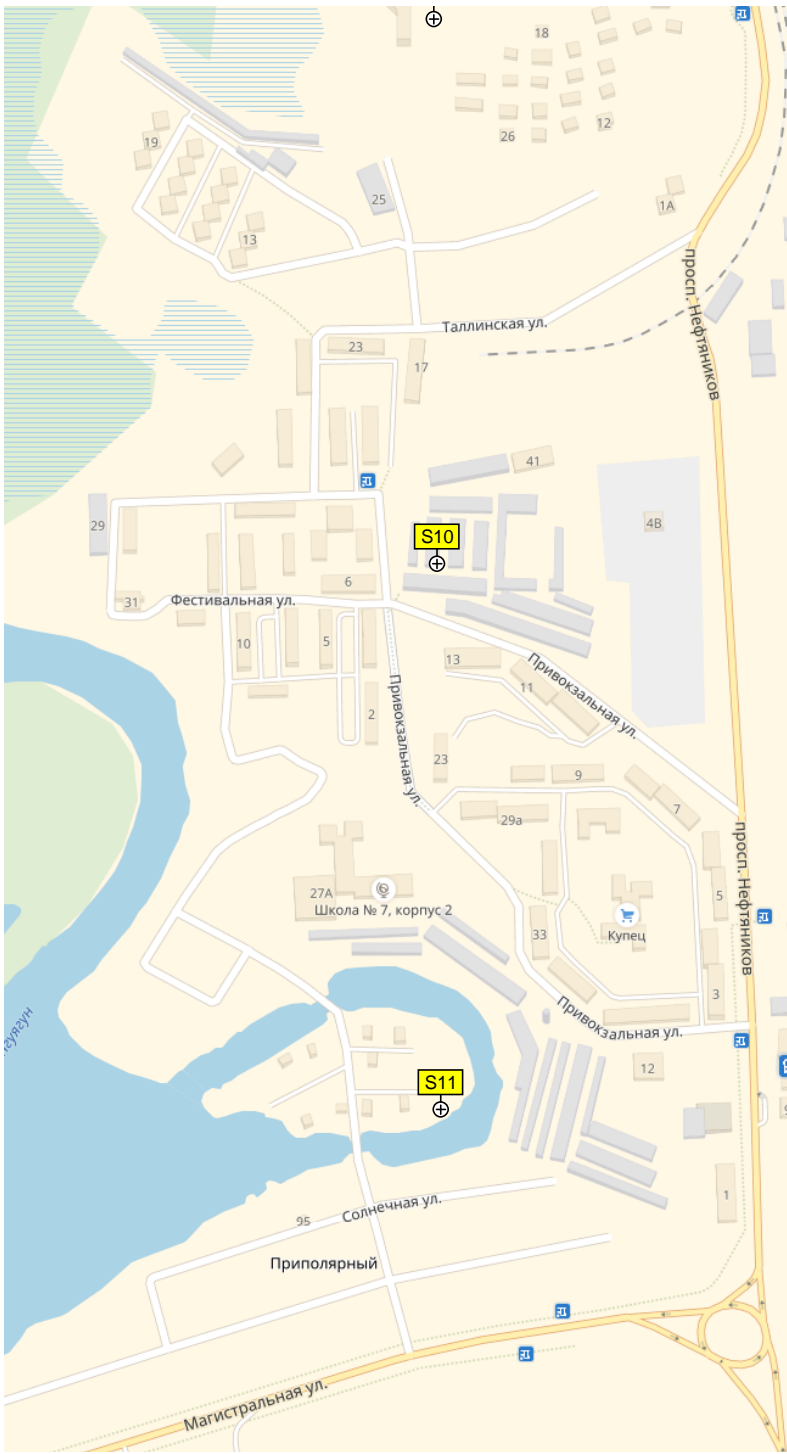 18
26
12
19
25
1А
13
просп. Нефтяников
Таллинская ул.
23
17
41
29
S10
4В
6
31
Фестивальная ул.
10
5
13
Привокзальная ул.
11
2
Привокзальная ул.
23
9
7
29а
просп. Нефтяников
27А
5
Школа № 7, корпус 2
33
Купец
3
Привокзальная ул.
12
S11
1
Солнечная ул.
95
Приполярный
Магистральная ул.